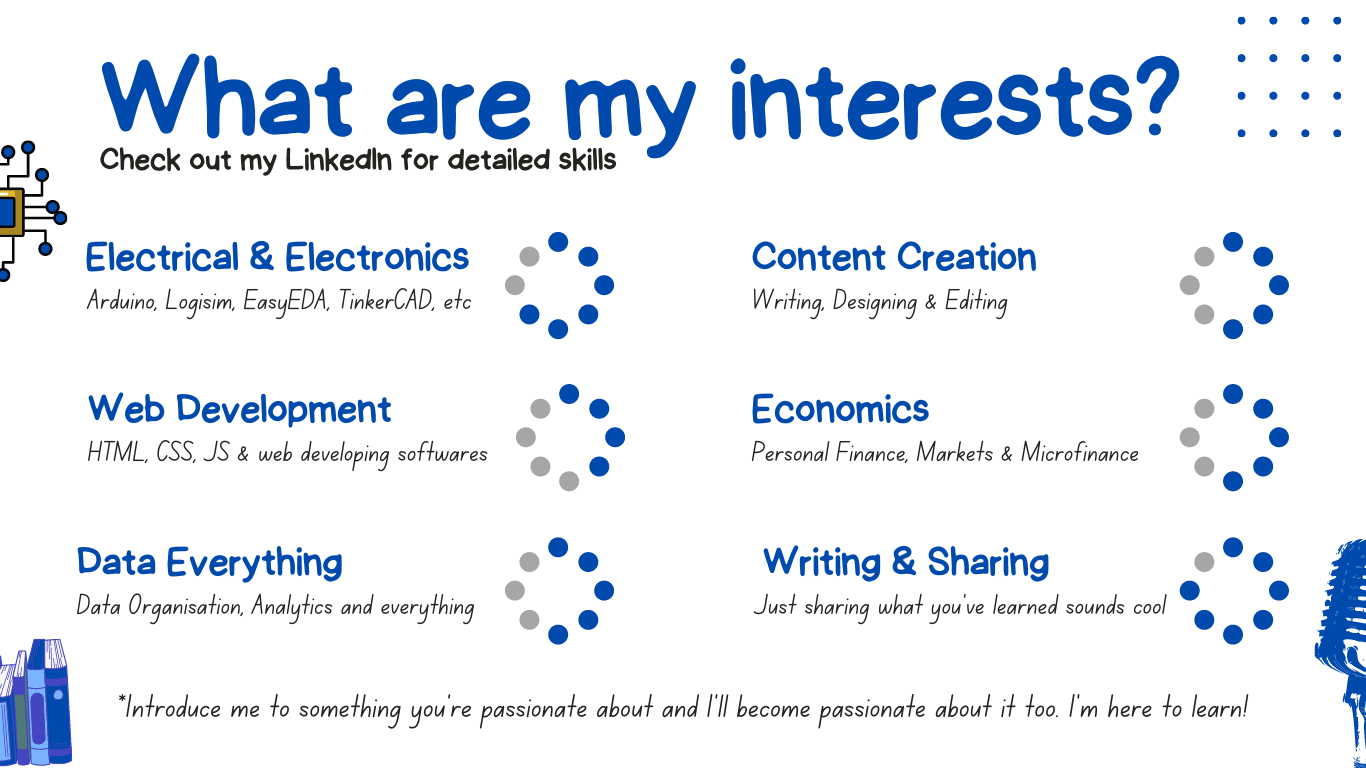 What are my interests?
Check out my LinkedIn for detailed skills
Electrical & Electronics
Arduino, Logisim, EasyEDA, TinkerCAD, etc
Content Creation
Writing, Designing & Editing
Web Development
HTML, CSS, JS & web developing softwares
Economics
Personal Finance, Markets & Microfinance
Data Everything
Data Organisation, Analytics and everything
Writing & Sharing
Just sharing what you've learned sounds cool
*Introduce me to something you're passionate about and I'll become passionate about it too. I'm here to learn!